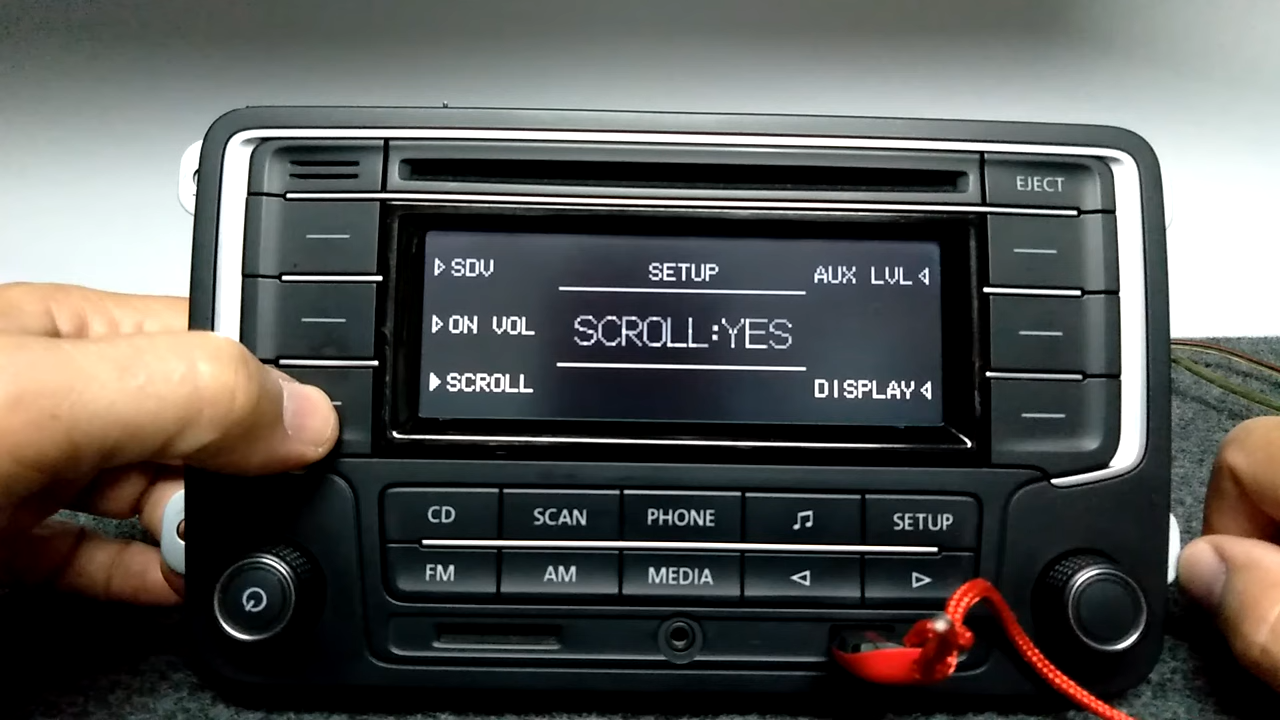 EJECT
SDV
SETUP
AUX LVL
ON VOL
SCROLL:YES
SCROLL
DISPLAY
CD
SCAN
PHONE
SETUP
FM
AM
MEDIA